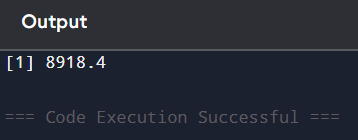 Output
[1] 8918.4
=== Code Execution Successful ===